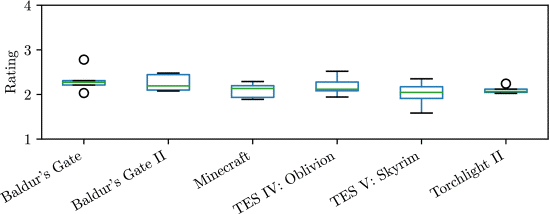 4
3
2
1
Rating
Baldur's Gate
Baldur's Gate II
Minecraft
TES IV: Oblivion
TES V: Skyrim
Torchlight II